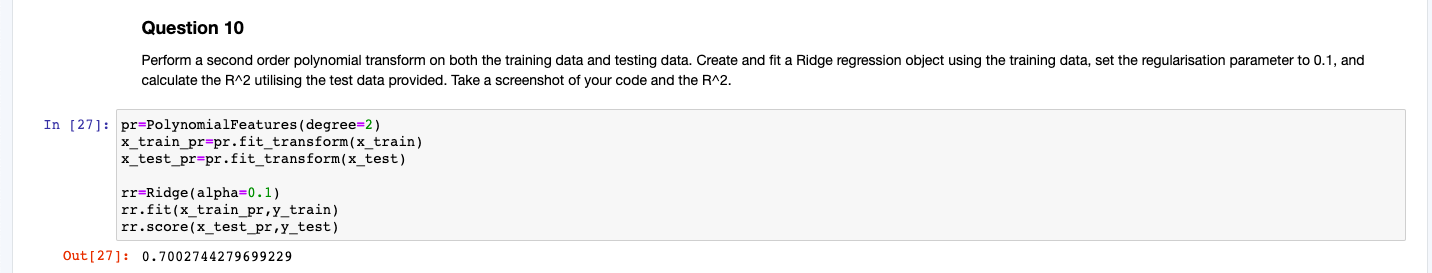 Question 10
Perform a second order polynomial transform on both the training data and testing data. Create and fit a Ridge regression object using the training data, set the regularisation parameter to 0.1, and
calculate the R^2 utilising the test data provided. Take a screenshot of your code and the R^2.
In [27]: pr=PolynomialFeatures(degree=2)
x_train_pr=pr.fit_transform(x_train)
x_test_pr=pr.fit_transform(x_test)
rr=Ridge(alpha=0.1)
rr.fit(x_train_pr,y_train)
rr.score(x_test_pr,y_test)
Out[27]: 0.7002744279699229